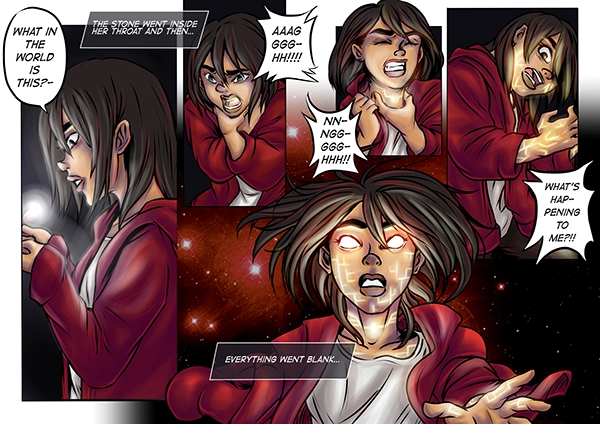 WHAT IN
THE
WORLD
IS
THIS?-
THE STONE WENT INSIDE
HER THROAT AND THEN...
AAAG
GGG-
HH!!!!
NN-
NGG-
GGG-
HHH!!
WHAT'S
HAP-
PENING
TO
ME?!!
EVERYTHING WENT BLANK...